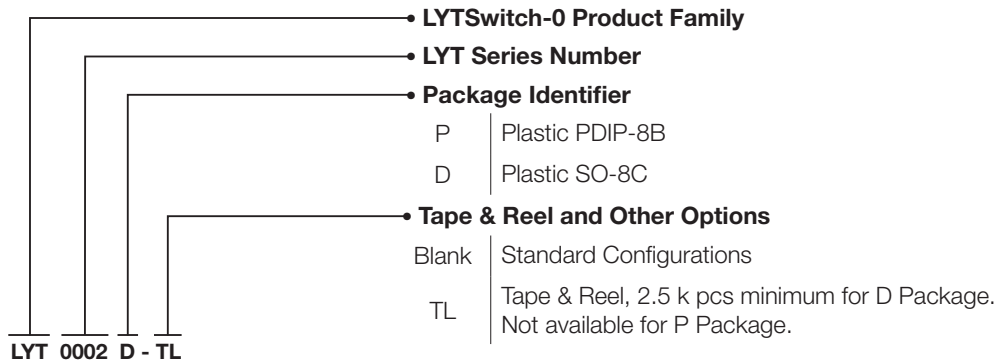 • LYTSwitch-0 Product Family
• LYT Series Number
• Package Identifier
P Plastic PDIP-8B
D Plastic SO-8C
• Tape & Reel and Other Options
Blank Standard Configurations
TL Tape & Reel, 2.5 k pcs minimum for D Package.
Not available for P Package.
LYT 0002 D - TL